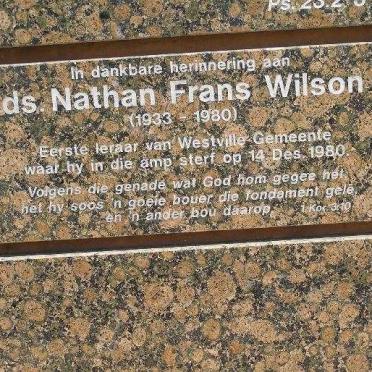 Ps. 23:2
In dankbare herinnering aan
ds. Nathan Frans Wilson
(1933 - 1980)
Eerste leraar van Westville-Gemeente
waar hy in die amp sterf op 14 Des. 1980.
Volgens die genade wat God hom gegee het,
het hy soos 'n goeie bouer die fondament gelê,
en 'n ander bou daarop. 1 Kor. 3:10